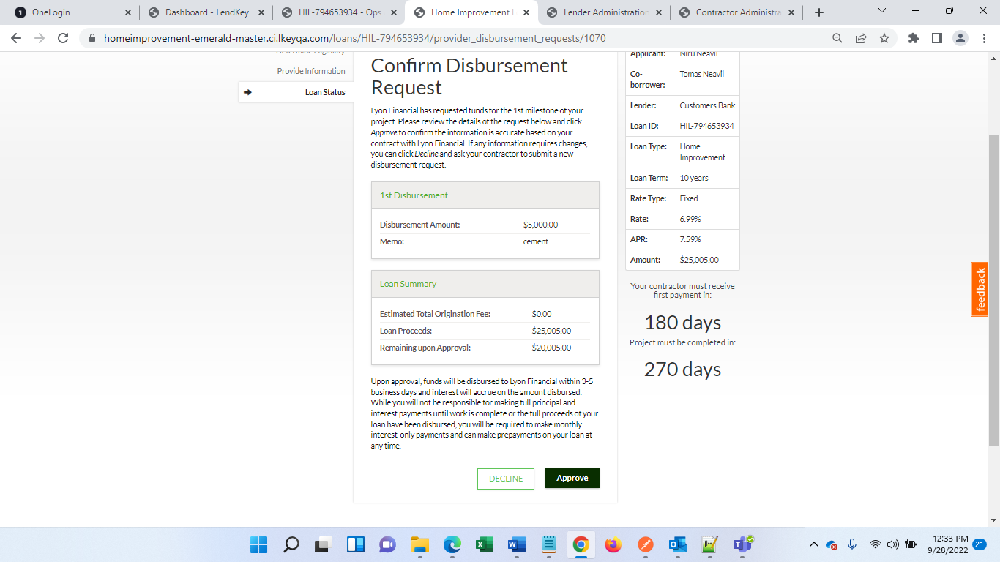 OneLogin
Dashboard - LendKey
HIL-794653934 - Ops
Home Improvement L
Lender Administration
Contractor Administra
homeimprovement-emerald-master.ci.lkeyqa.com/loans/HIL-794653934/provider_disbursement_requests/1070
Determine Eligibility
Provide Information
Loan Status
Confirm Disbursement
Request
Lyon Financial has requested funds for the 1st milestone of your
project. Please review the details of the request below and click
Approve to confirm the information is accurate based on your
contract with Lyon Financial. If any information requires changes,
you can click Decline and ask your contractor to submit a new
disbursement request.
1st Disbursement
Disbursement Amount: $5,000.00
Memo: cement
Loan Summary
Estimated Total Origination Fee: $0.00
Loan Proceeds: $25,005.00
Remaining upon Approval: $20,005.00
Upon approval, funds will be disbursed to Lyon Financial within 3-5
business days and interest will accrue on the amount disbursed.
While you will not be responsible for making full principal and
interest payments until work is complete or the full proceeds of your
loan have been disbursed, you will be required to make monthly
interest-only payments and can make prepayments on your loan at
any time.
DECLINE Approve
Applicant: Niru Neavil
Co-
borrower: Tomas Neavil
Lender: Customers Bank
Loan ID: HIL-794653934
Loan Type: Home
Improvement
Loan Term: 10 years
Rate Type: Fixed
Rate: 6.99%
APR: 7.59%
Amount: $25,005.00
Your contractor must receive
first payment in:
180 days
Project must be completed in:
270 days
feedback
12:33 PM
9/28/2022
21